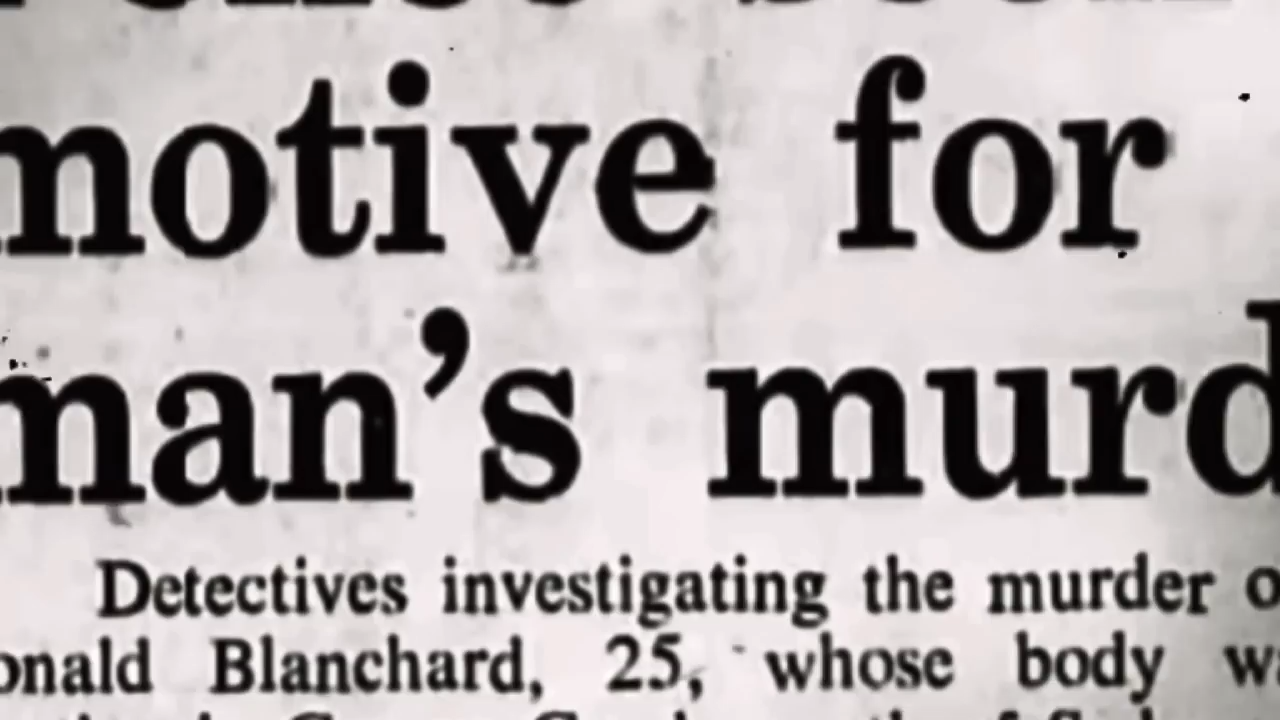 motive for
man's murd
Detectives investigating the murder o
onald Blanchard, 25, whose body wa